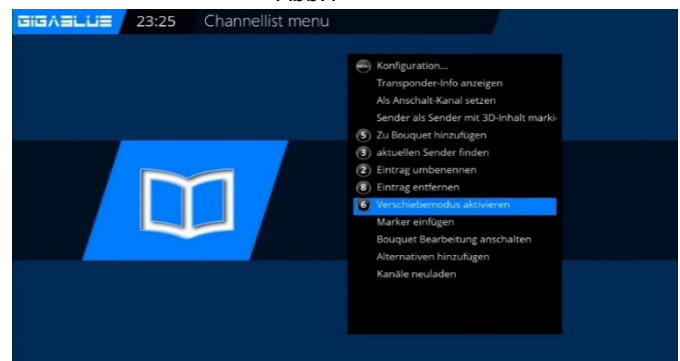 GIGABLUE 23:25 Channellist menu
MENU Konfiguration...
Transponder-Info anzeigen
Als Anschalt-Kanal setzen
Sender als Sender mit 3D-Inhalt marki-
5 Zu Bouquet hinzufügen
3 aktuellen Sender finden
2 Eintrag umbenennen
8 Eintrag entfernen
6 Verschiebemodus aktivieren
Marker einfügen
Bouquet Bearbeitung anschalten
Alternativen hinzufügen
Kanäle neuladen